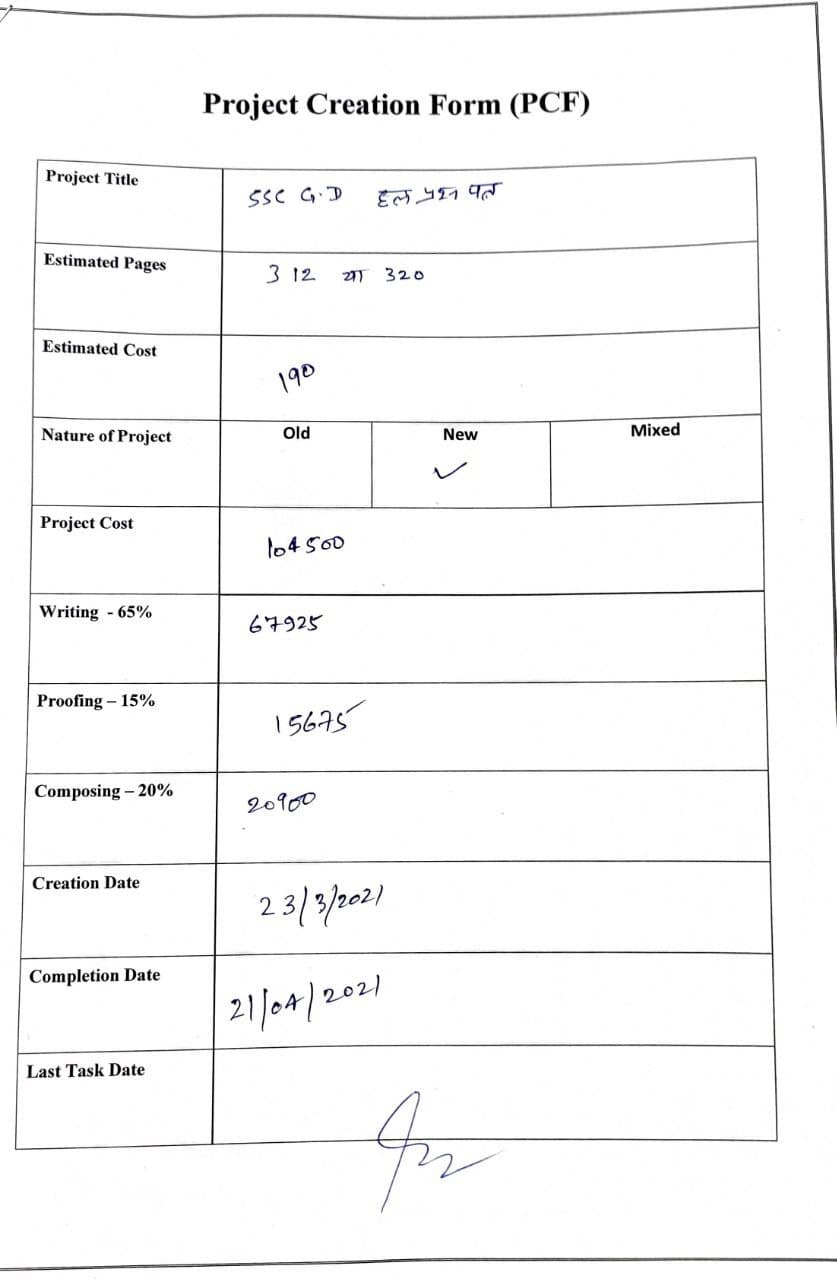 Project Creation Form (PCF)
Project Title SSC G.D हल प्रश्न पत्र
Estimated Pages 312 या 320
Estimated Cost 190
Nature of Project Old New Mixed
✓
Project Cost 104500
Writing - 65% 67925
Proofing – 15% 15675
Composing – 20% 20900
Creation Date 23/3/2021
Completion Date 21/04/2021
Last Task Date